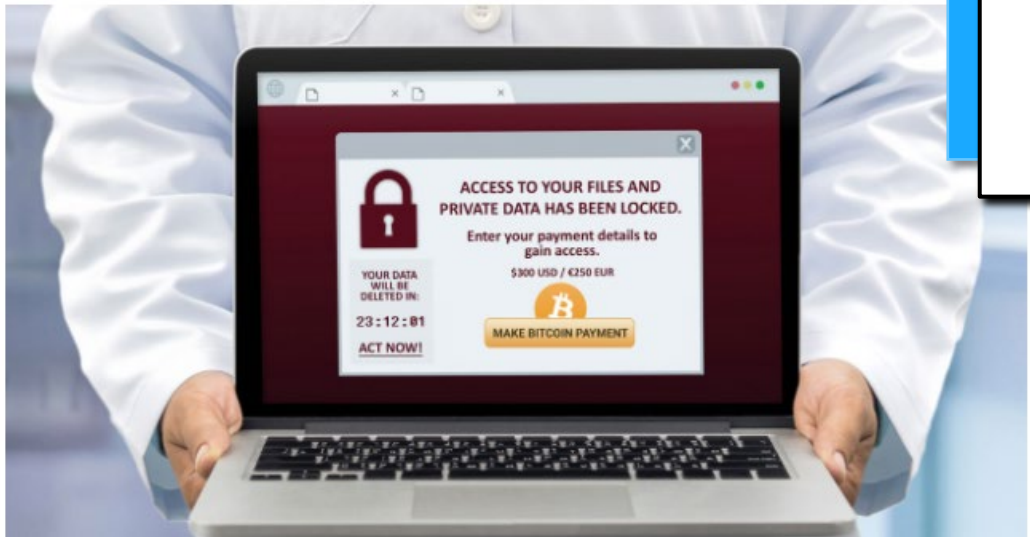 ACCESS TO YOUR FILES AND
PRIVATE DATA HAS BEEN LOCKED.
Enter your payment details to
gain access.
$300 USD / €250 EUR
MAKE BITCOIN PAYMENT
YOUR DATA
WILL BE
DELETED IN:
23:12:01
ACT NOW!